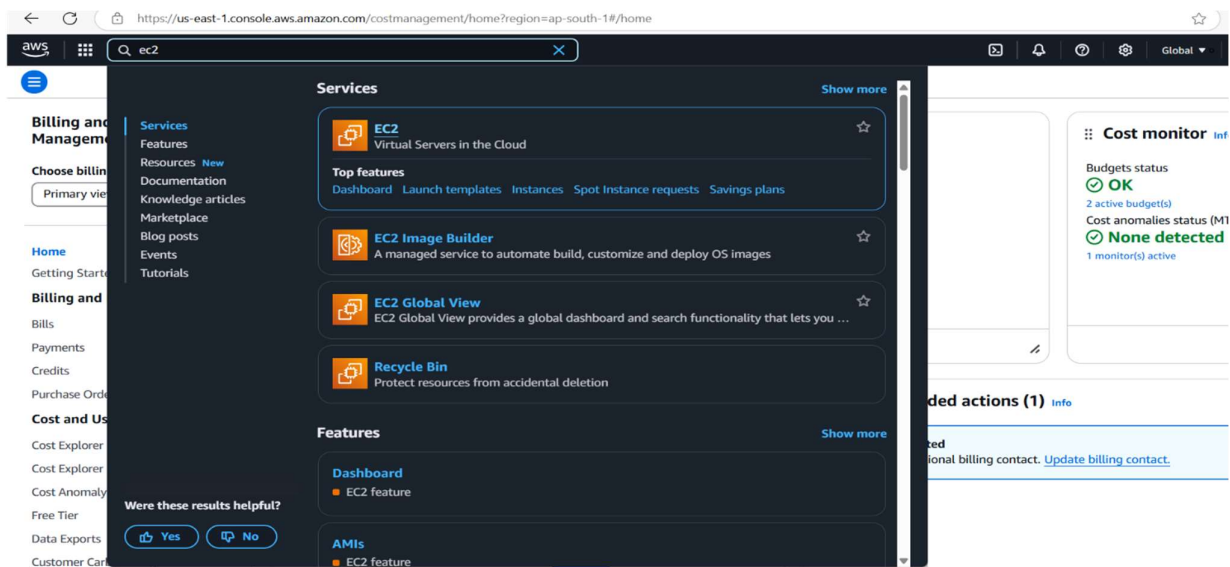 https://us-east-1.console.aws.amazon.com/costmanagement/home?region=ap-south-1#/home
aws
ec2
Global
Billing and
Managem
Choose billin
Primary vie
Home
Getting Starte
Billing and
Bills
Payments
Credits
Purchase Orde
Cost and Us
Cost Explorer
Cost Explorer
Cost Anomaly
Free Tier
Data Exports
Customer Carl
Services
Features
Resources New
Documentation
Knowledge articles
Marketplace
Blog posts
Events
Tutorials
Were these results helpful?
Yes No
Services Show more
EC2
Virtual Servers in the Cloud
Top features
Dashboard Launch templates Instances Spot Instance requests Savings plans
EC2 Image Builder
A managed service to automate build, customize and deploy OS images
EC2 Global View
EC2 Global View provides a global dashboard and search functionality that lets you ...
Recycle Bin
Protect resources from accidental deletion
Features Show more
Dashboard
EC2 feature
AMIs
EC2 feature
Cost monitor Inf
Budgets status
OK
2 active budget(s)
Cost anomalies status (MT
None detected
1 monitor(s) active
ded actions (1) Info
ted
ional billing contact. Update billing contact.